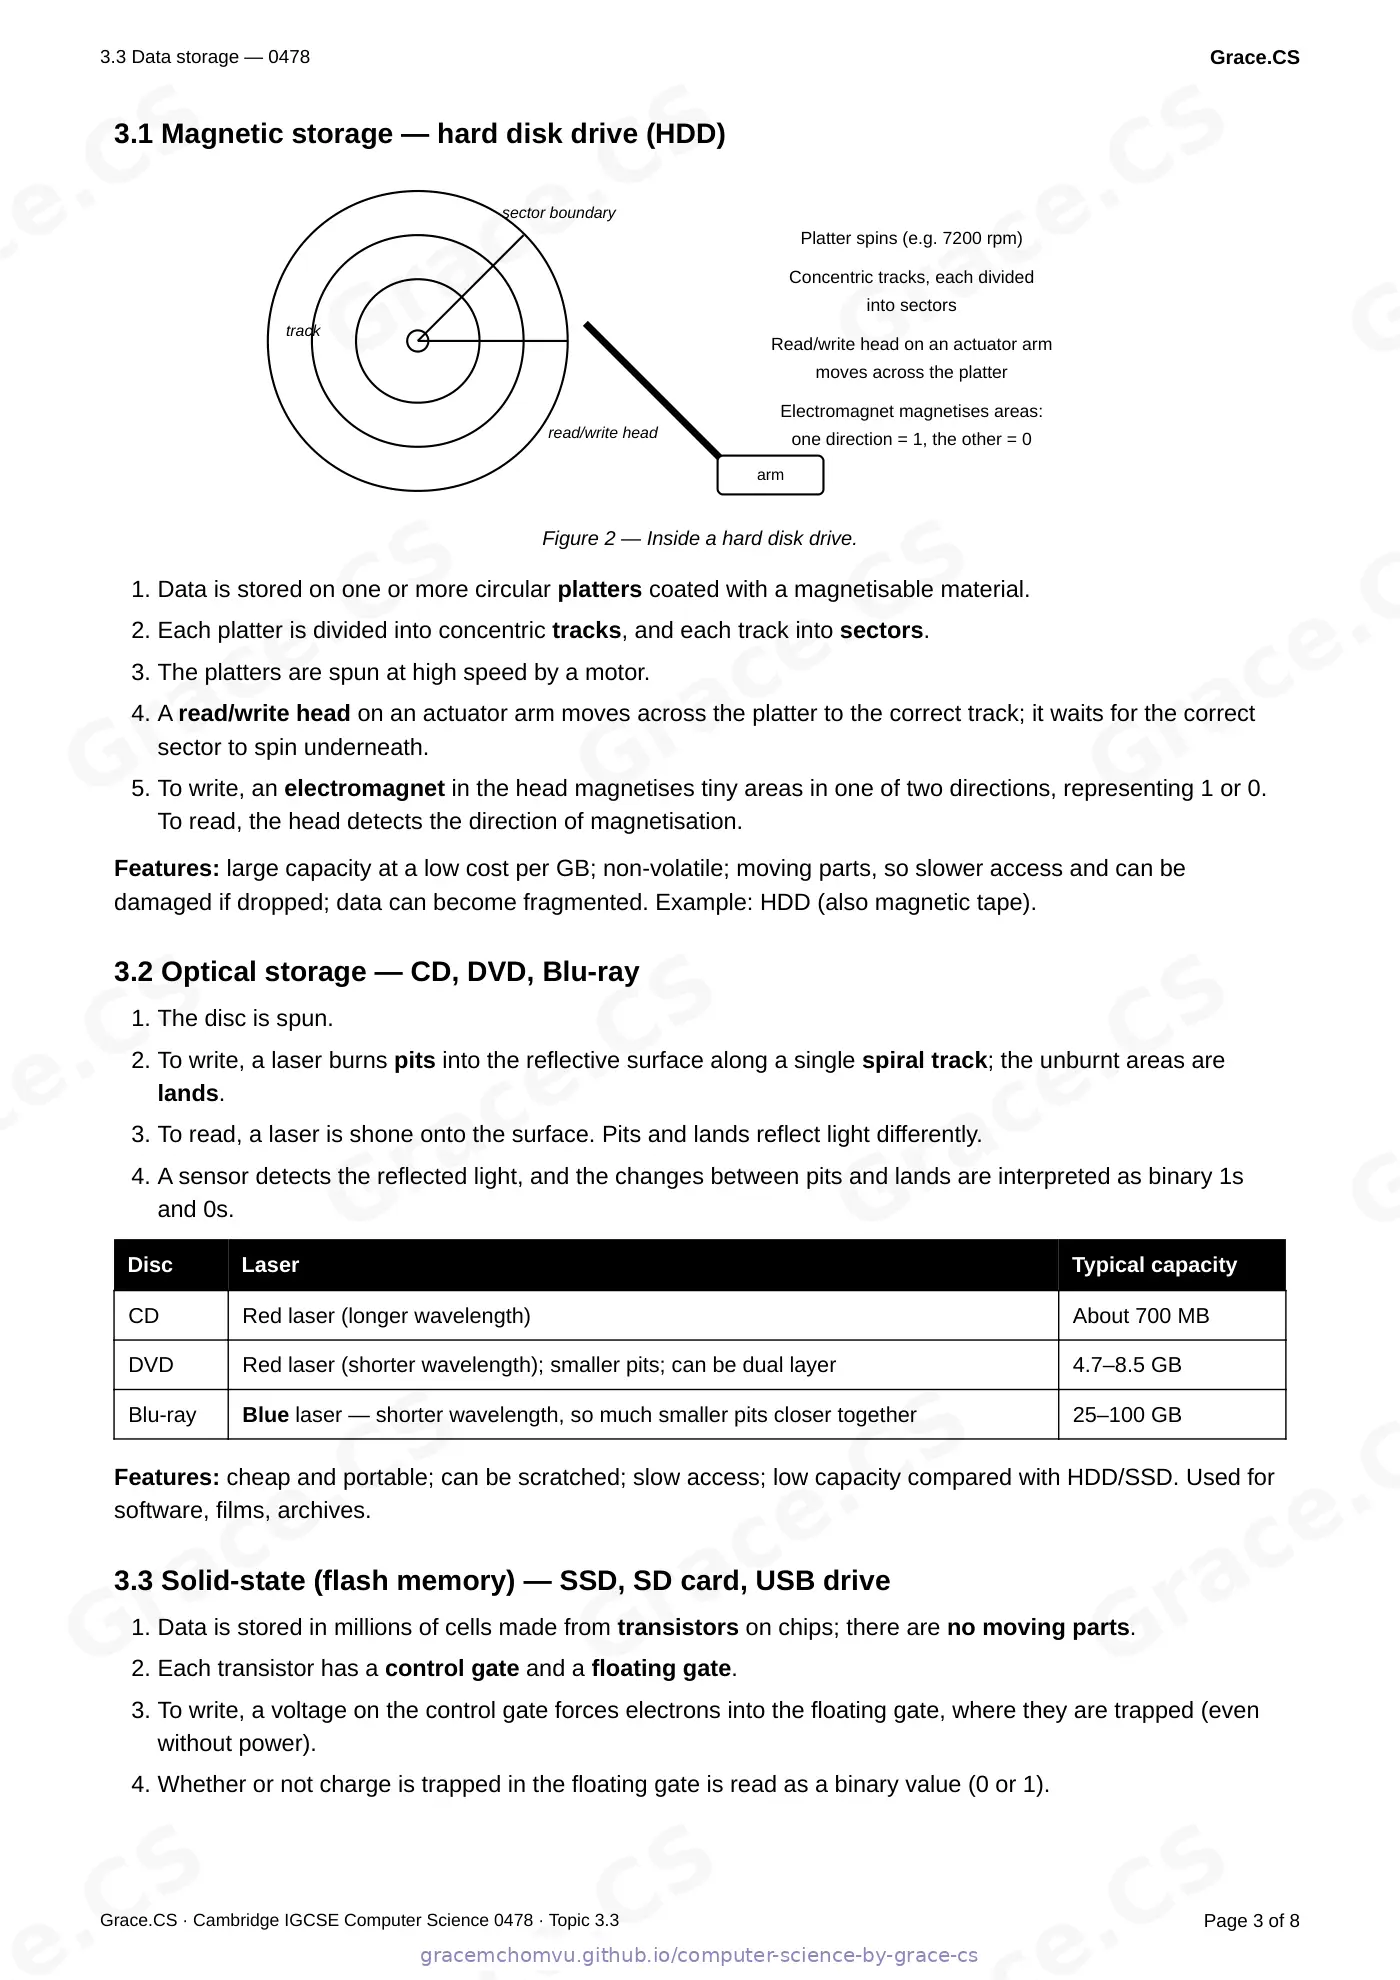 3.3 Data storage — 0478
Grace.CS
3.1 Magnetic storage — hard disk drive (HDD)
sector boundary
track
read/write head
arm
Platter spins (e.g. 7200 rpm)
Concentric tracks, each divided
into sectors
Read/write head on an actuator arm
moves across the platter
Electromagnet magnetises areas:
one direction = 1, the other = 0
Figure 2 — Inside a hard disk drive.
1. Data is stored on one or more circular platters coated with a magnetisable material.
2. Each platter is divided into concentric tracks, and each track into sectors.
3. The platters are spun at high speed by a motor.
4. A read/write head on an actuator arm moves across the platter to the correct track; it waits for the correct
sector to spin underneath.
5. To write, an electromagnet in the head magnetises tiny areas in one of two directions, representing 1 or 0.
To read, the head detects the direction of magnetisation.
Features: large capacity at a low cost per GB; non-volatile; moving parts, so slower access and can be
damaged if dropped; data can become fragmented. Example: HDD (also magnetic tape).
3.2 Optical storage — CD, DVD, Blu-ray
1. The disc is spun.
2. To write, a laser burns pits into the reflective surface along a single spiral track; the unburnt areas are
lands.
3. To read, a laser is shone onto the surface. Pits and lands reflect light differently.
4. A sensor detects the reflected light, and the changes between pits and lands are interpreted as binary 1s
and 0s.
Disc Laser Typical capacity
CD Red laser (longer wavelength) About 700 MB
DVD Red laser (shorter wavelength); smaller pits; can be dual layer 4.7–8.5 GB
Blu-ray Blue laser — shorter wavelength, so much smaller pits closer together 25–100 GB
Features: cheap and portable; can be scratched; slow access; low capacity compared with HDD/SSD. Used for
software, films, archives.
3.3 Solid-state (flash memory) — SSD, SD card, USB drive
1. Data is stored in millions of cells made from transistors on chips; there are no moving parts.
2. Each transistor has a control gate and a floating gate.
3. To write, a voltage on the control gate forces electrons into the floating gate, where they are trapped (even
without power).
4. Whether or not charge is trapped in the floating gate is read as a binary value (0 or 1).
Grace.CS · Cambridge IGCSE Computer Science 0478 · Topic 3.3
Page 3 of 8
gracemchomvu.github.io/computer-science-by-grace-cs